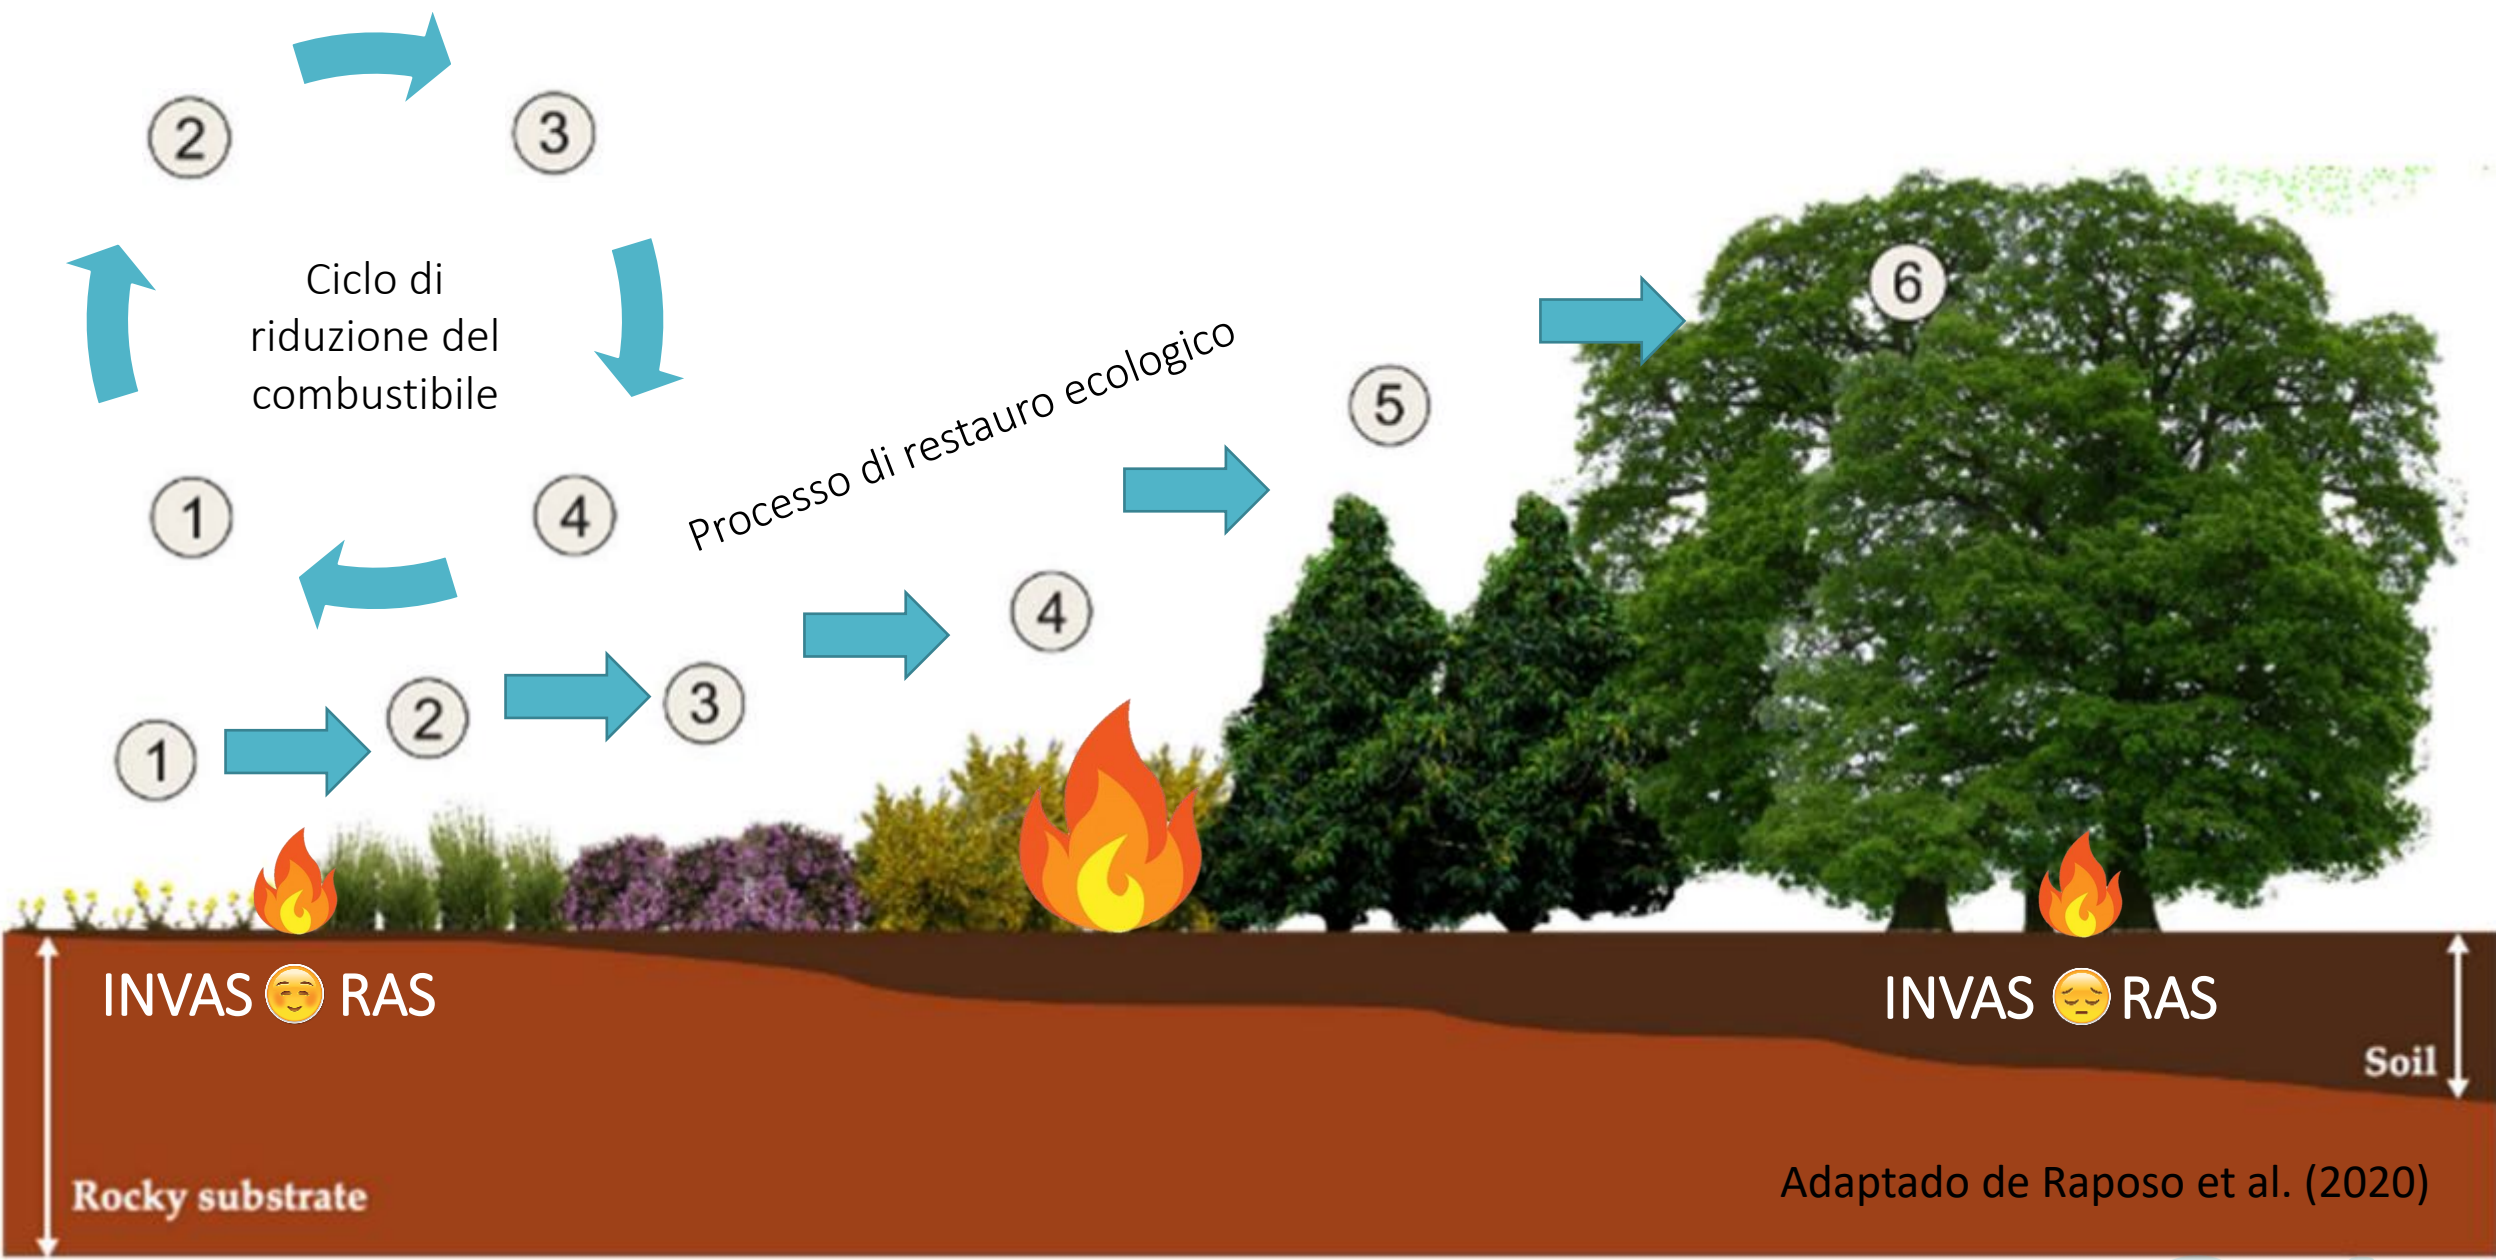 2
3
Ciclo di
riduzione del
combustibile
1
4
Processo di restauro ecologico
1
2
3
4
5
6
INVAS RAS
INVAS RAS
Soil
Rocky substrate
Adaptado de Raposo et al. (2020)